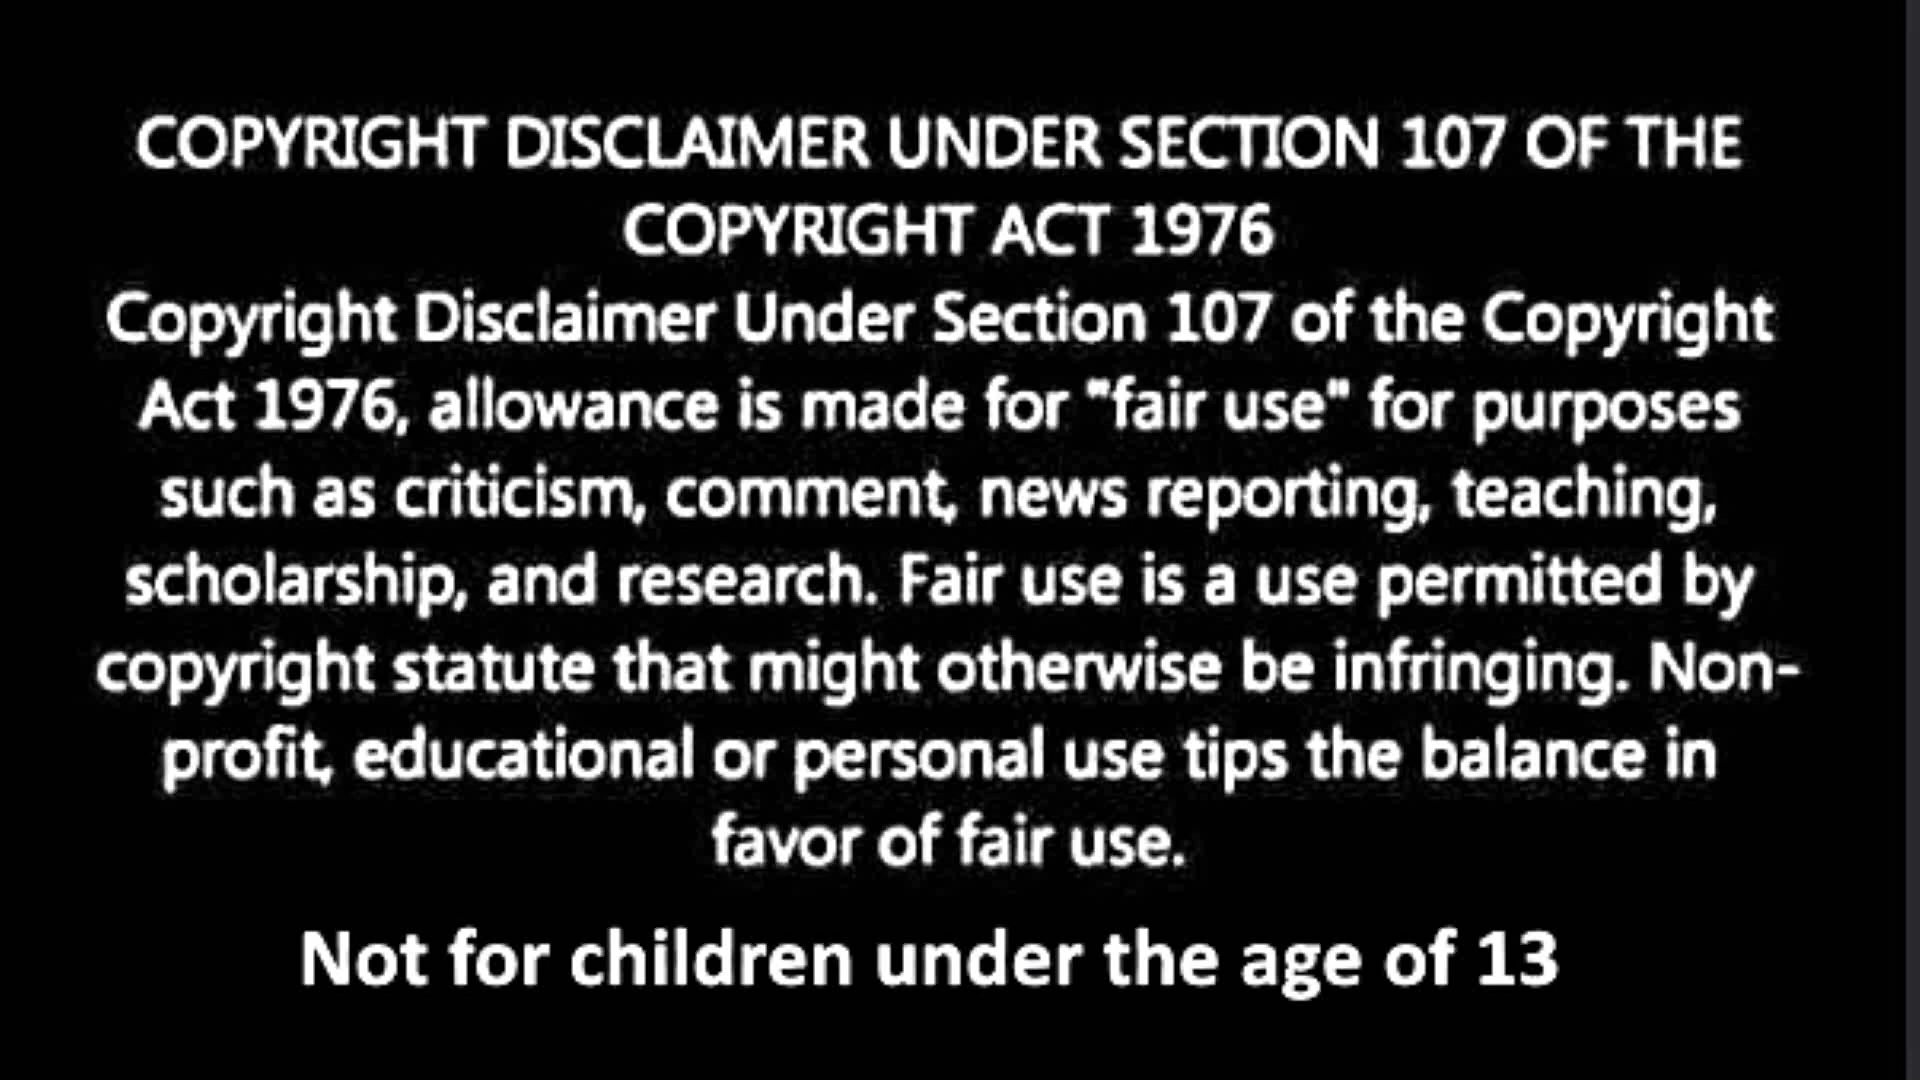 COPYRIGHT DISCLAIMER UNDER SECTION 107 OF THE
COPYRIGHT ACT 1976
Copyright Disclaimer Under Section 107 of the Copyright
Act 1976, allowance is made for "fair use" for purposes
such as criticism, comment, news reporting, teaching,
scholarship, and research. Fair use is a use permitted by
copyright statute that might otherwise be infringing. Non-
profit, educational or personal use tips the balance in
favor of fair use.
Not for children under the age of 13